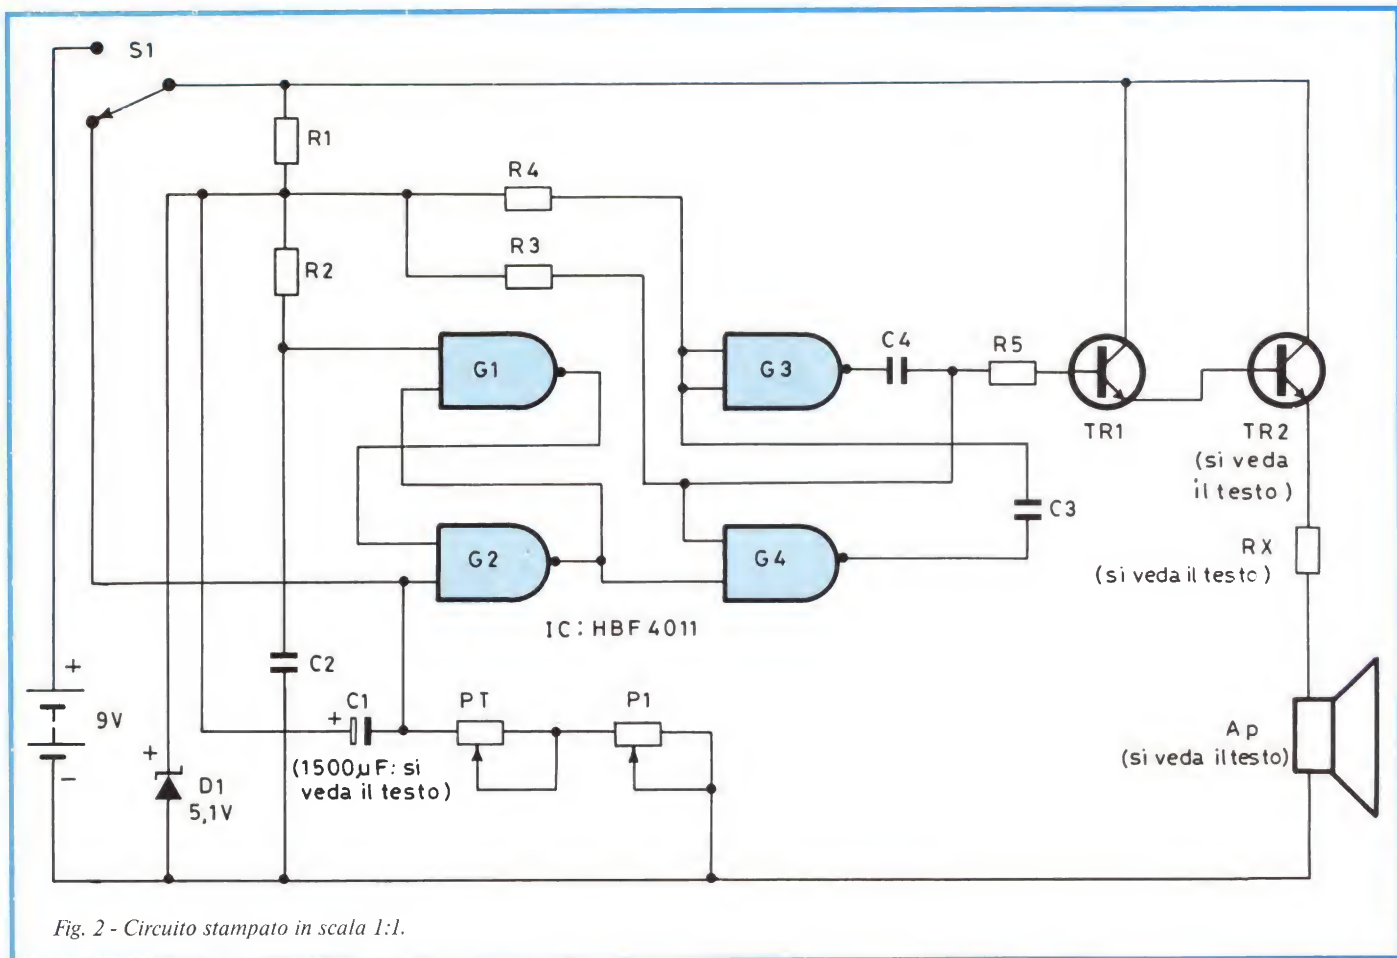 S1
R1
R4
R3
R2
G1
G3
C4
R5
TR1
TR2
(si veda
il testo)
G2
G4
C3
RX
(si veda il testo)
IC: HBF 4011
C2
+
9V
-
+
D1
5,1V
C1
+
(1500µF: si
veda il testo)
PT
P1
Ap
(si veda il testo)
Fig. 2 - Circuito stampato in scala 1:1.